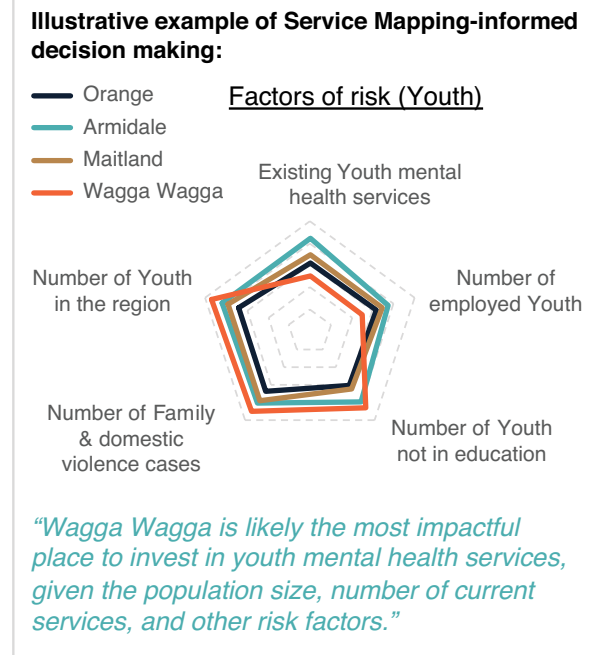 Illustrative example of Service Mapping-informed
decision making:
Orange
Armidale
Maitland
Wagga Wagga
Factors of risk (Youth)
Existing Youth mental
health services
Number of
employed Youth
Number of Youth
not in education
Number of Family
& domestic
violence cases
Number of Youth
in the region
“Wagga Wagga is likely the most impactful
place to invest in youth mental health services,
given the population size, number of current
services, and other risk factors.”